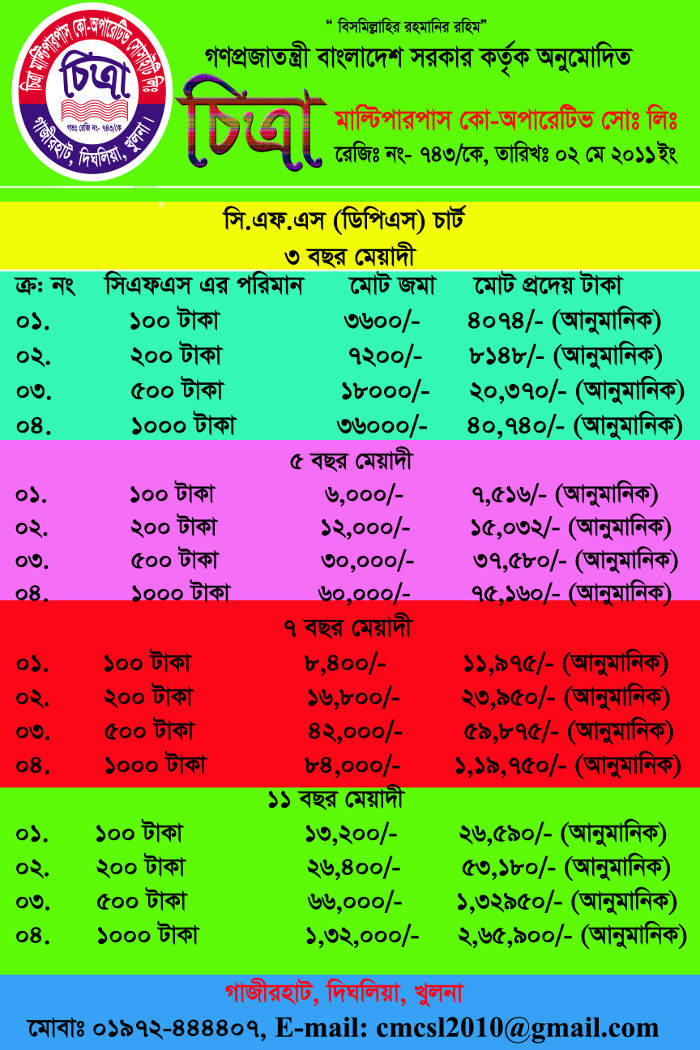 “ বিসমিল্লাহির রহমানির রহিম”
গণপ্রজাতন্ত্রী বাংলাদেশ সরকার কর্তৃক অনুমোদিত
চিত্রা মাল্টিপারপাস কো-অপারেটিভ সোসাইটি লিঃ
চিত্রা
গভঃ রেজি নং- ৭৪৩/কে
গাজীরহাট, দিঘলিয়া, খুলনা।
চিত্রা
মাল্টিপারপাস কো-অপারেটিভ সোঃ লিঃ
রেজিঃ নং- ৭৪৩/কে, তারিখঃ ০২ মে ২০১১ইং
সি.এফ.এস (ডিপিএস) চার্ট
৩ বছর মেয়াদী
ক্র: নং সিএফএস এর পরিমান মোট জমা মোট প্রদেয় টাকা
০১. ১০০ টাকা ৩৬০০/- ৪০৭৪/- (আনুমানিক)
০২. ২০০ টাকা ৭২০০/- ৮১৪৮/- (আনুমানিক)
০৩. ৫০০ টাকা ১৮০০০/- ২০,৩৭০/- (আনুমানিক)
০৪. ১০০০ টাকা ৩৬০০০/- ৪০,৭৪০/- (আনুমানিক)
৫ বছর মেয়াদী
০১. ১০০ টাকা ৬,০০০/- ৭,৫১৬/- (আনুমানিক)
০২. ২০০ টাকা ১২,০০০/- ১৫,০৩২/- (আনুমানিক)
০৩. ৫০০ টাকা ৩০,০০০/- ৩৭,৫৮০/- (আনুমানিক)
০৪. ১০০০ টাকা ৬০,০০০/- ৭৫,১৬০/- (আনুমানিক)
৭ বছর মেয়াদী
০১. ১০০ টাকা ৮,৪০০/- ১১,৯৭৫/- (আনুমানিক)
০২. ২০০ টাকা ১৬,৮০০/- ২৩,৯৫০/- (আনুমানিক)
০৩. ৫০০ টাকা ৪২,০০০/- ৫৯,৮৭৫/- (আনুমানিক)
০৪. ১০০০ টাকা ৮৪,০০০/- ১,১৯,৭৫০/- (আনুমানিক)
১১ বছর মেয়াদী
০১. ১০০ টাকা ১৩,২০০/- ২৬,৫৯০/- (আনুমানিক)
০২. ২০০ টাকা ২৬,৪০০/- ৫৩,১৮০/- (আনুমানিক)
০৩. ৫০০ টাকা ৬৬,০০০/- ১,৩২৯৫০/- (আনুমানিক)
০৪. ১০০০ টাকা ১,৩২,০০০/- ২,৬৫,৯০০/- (আনুমানিক)
গাজীরহাট, দিঘলিয়া, খুলনা
মোবাঃ ০১৯৭২-৪৪৪৪০৭, E-mail: cmcsl2010@gmail.com